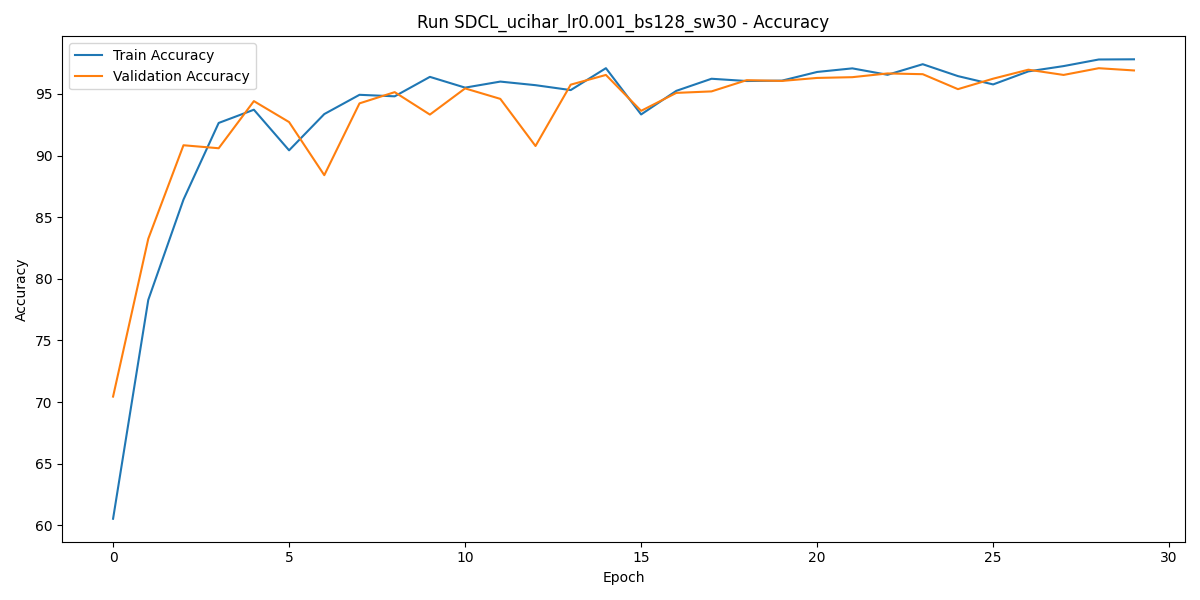 Run SDCL_ucihar_lr0.001_bs128_sw30 - Accuracy
Train Accuracy
Validation Accuracy
95
90
85
80
75
70
65
60
Accuracy
0 5 10 15 20 25 30
Epoch